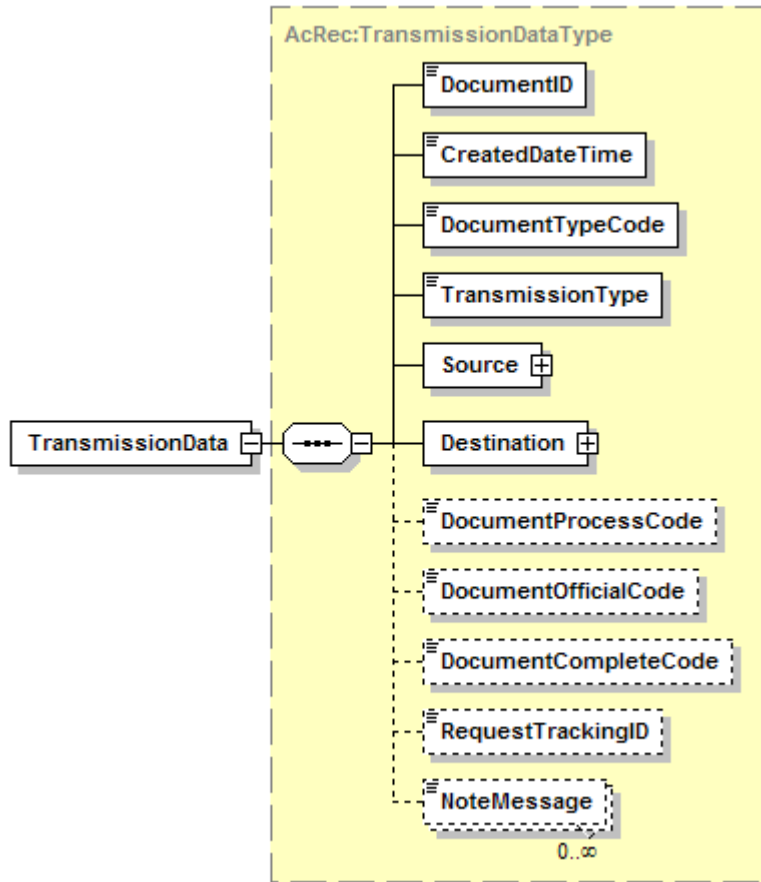 AcRec:TransmissionDataType
DocumentID
CreatedDateTime
DocumentTypeCode
TransmissionType
Source
TransmissionData
Destination
DocumentProcessCode
DocumentOfficialCode
DocumentCompleteCode
RequestTrackingID
NoteMessage
0..∞